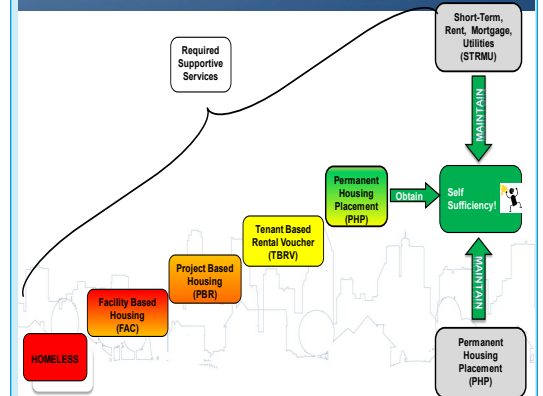 Short-Term,
Rent, Mortgage,
Utilities
(STRMU)
Required
Supportive
Services
MAINTAIN
Permanent
Housing
Placement
(PHP)
Obtain
Self
Sufficiency!
Tenant Based
Rental Voucher
(TBRV)
Project Based
Housing
(PBR)
Facility Based
Housing
(FAC)
HOMELESS
MAINTAIN
Permanent
Housing
Placement
(PHP)